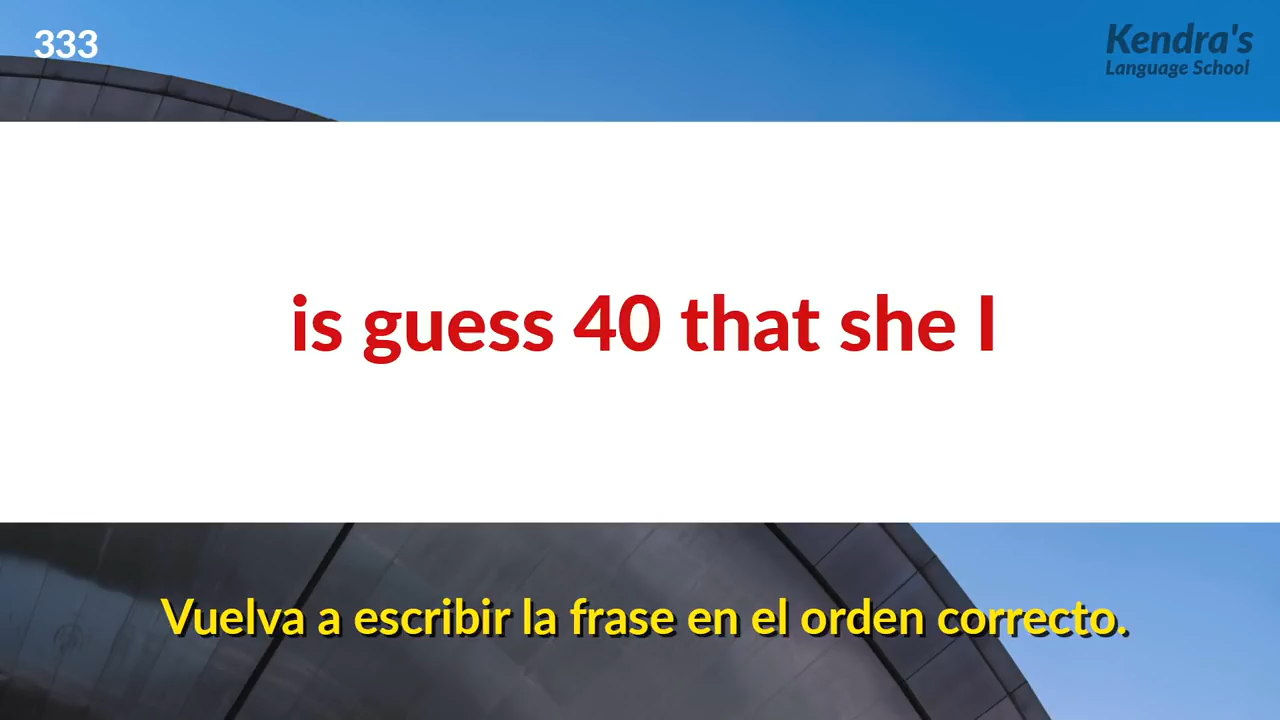 333
Kendra's
Language School
is guess 40 that she I
Vuelva a escribir la frase en el orden correcto.